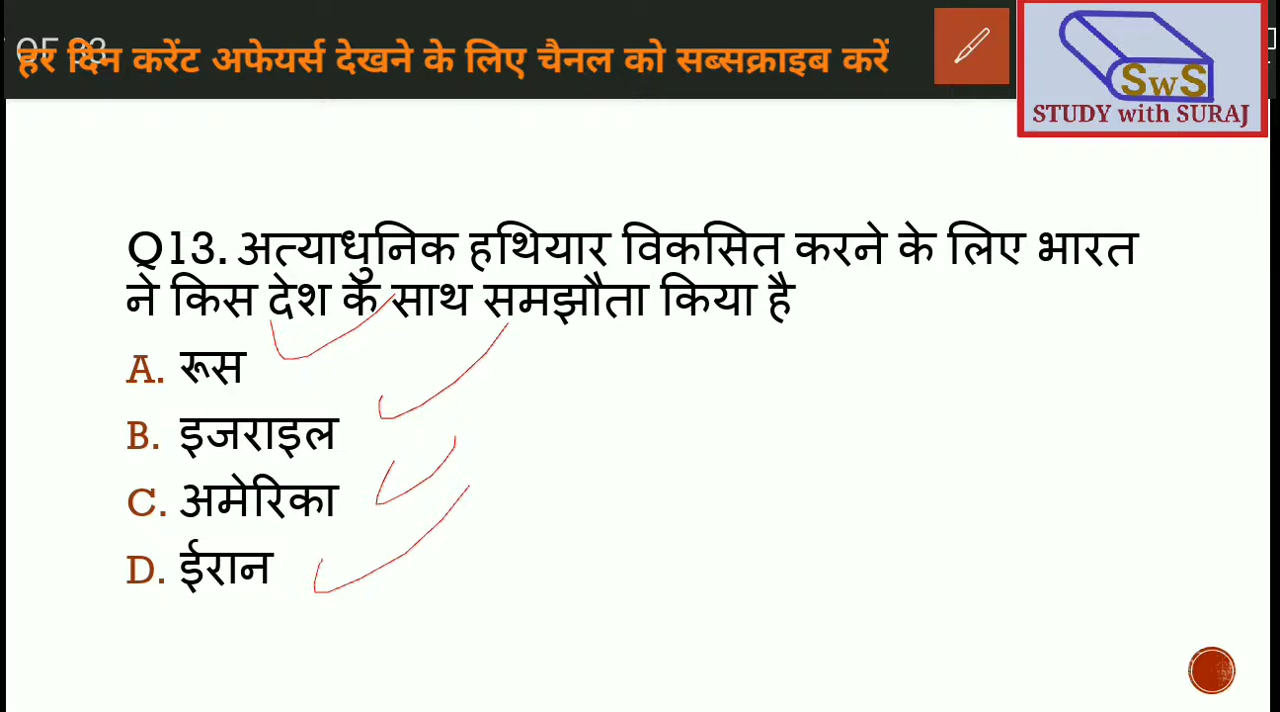 हर दिन करेंट अफेयर्स देखने के लिए चैनल को सब्सक्राइब करें
SwS
STUDY with SURAJ
Q13. अत्याधुनिक हथियार विकसित करने के लिए भारत
ने किस देश के साथ समझौता किया है
A. रूस
B. इजराइल
C. अमेरिका
D. ईरान